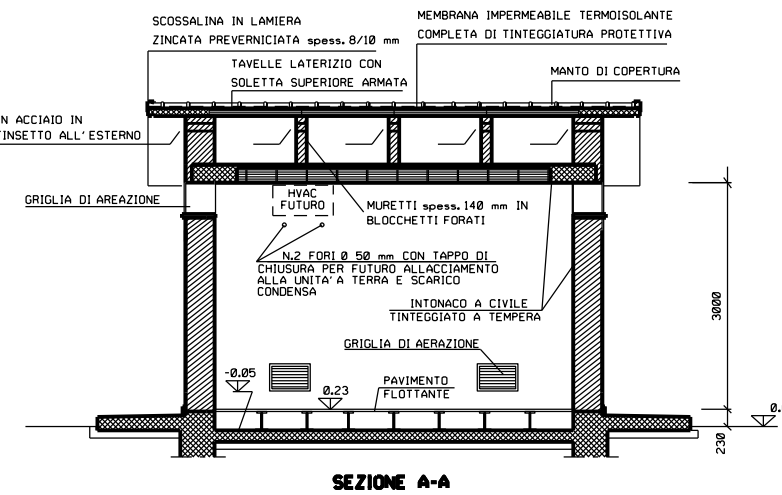 SCOSSALINA IN LAMIERA
ZINCATA PREVERNICIATA spess. 8/10 mm
MEMBRANA IMPERMEABILE TERMOISOLANTE
COMPLETA DI TINTEGGIATURA PROTETTIVA
TAVELLE LATERIZIO CON
SOLETTA SUPERIORE ARMATA
MANTO DI COPERTURA
N ACCIAIO IN
TINSETTO ALL'ESTERNO
GRIGLIA DI AREAZIONE
HVAC
FUTURO
MURETTI spess. 140 mm IN
BLOCCHETTI FORATI
N.2 FORI Ø 50 mm CON TAPPO DI
CHIUSURA PER FUTURO ALLACCIAMENTO
ALLA UNITA' A TERRA E SCARICO
CONDENSA
INTONACO A CIVILE
TINTEGGIATO A TEMPERA
3000
GRIGLIA DI AERAZIONE
-0.05
0.23
PAVIMENTO
FLOTTANTE
0.
230
SEZIONE A-A